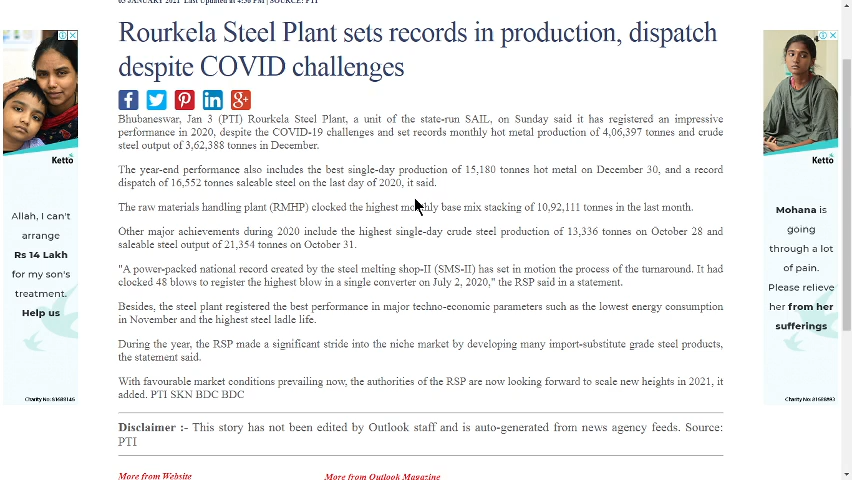 03 JANUARY 2021 Last Updated at 4:30 PM | SOURCE: PTI
Rourkela Steel Plant sets records in production, dispatch
despite COVID challenges
Bhubaneswar, Jan 3 (PTI) Rourkela Steel Plant, a unit of the state-run SAIL, on Sunday said it has registered an impressive
performance in 2020, despite the COVID-19 challenges and set records monthly hot metal production of 4,06,397 tonnes and crude
steel output of 3,62,388 tonnes in December.
The year-end performance also includes the best single-day production of 15,180 tonnes hot metal on December 30, and a record
dispatch of 16,552 tonnes saleable steel on the last day of 2020, it said.
The raw materials handling plant (RMHP) clocked the highest monthly base mix stacking of 10,92,111 tonnes in the last month.
Other major achievements during 2020 include the highest single-day crude steel production of 13,336 tonnes on October 28 and
saleable steel output of 21,354 tonnes on October 31.
"A power-packed national record created by the steel melting shop-II (SMS-II) has set in motion the process of the turnaround. It had
clocked 48 blows to register the highest blow in a single converter on July 2, 2020," the RSP said in a statement.
Besides, the steel plant registered the best performance in major techno-economic parameters such as the lowest energy consumption
in November and the highest steel ladle life.
During the year, the RSP made a significant stride into the niche market by developing many import-substitute grade steel products,
the statement said.
With favourable market conditions prevailing now, the authorities of the RSP are now looking forward to scale new heights in 2021, it
added. PTI SKN BDC BDC
Disclaimer :- This story has not been edited by Outlook staff and is auto-generated from news agency feeds. Source:
PTI
More from Website
More from Outlook Magazine
Ketto
Allah, I can't
arrange
Rs 14 Lakh
for my son's
treatment.
Help us
Charity No: 81688146
Ketto
Mohana is
going
through a lot
of pain.
Please relieve
her from her
sufferings